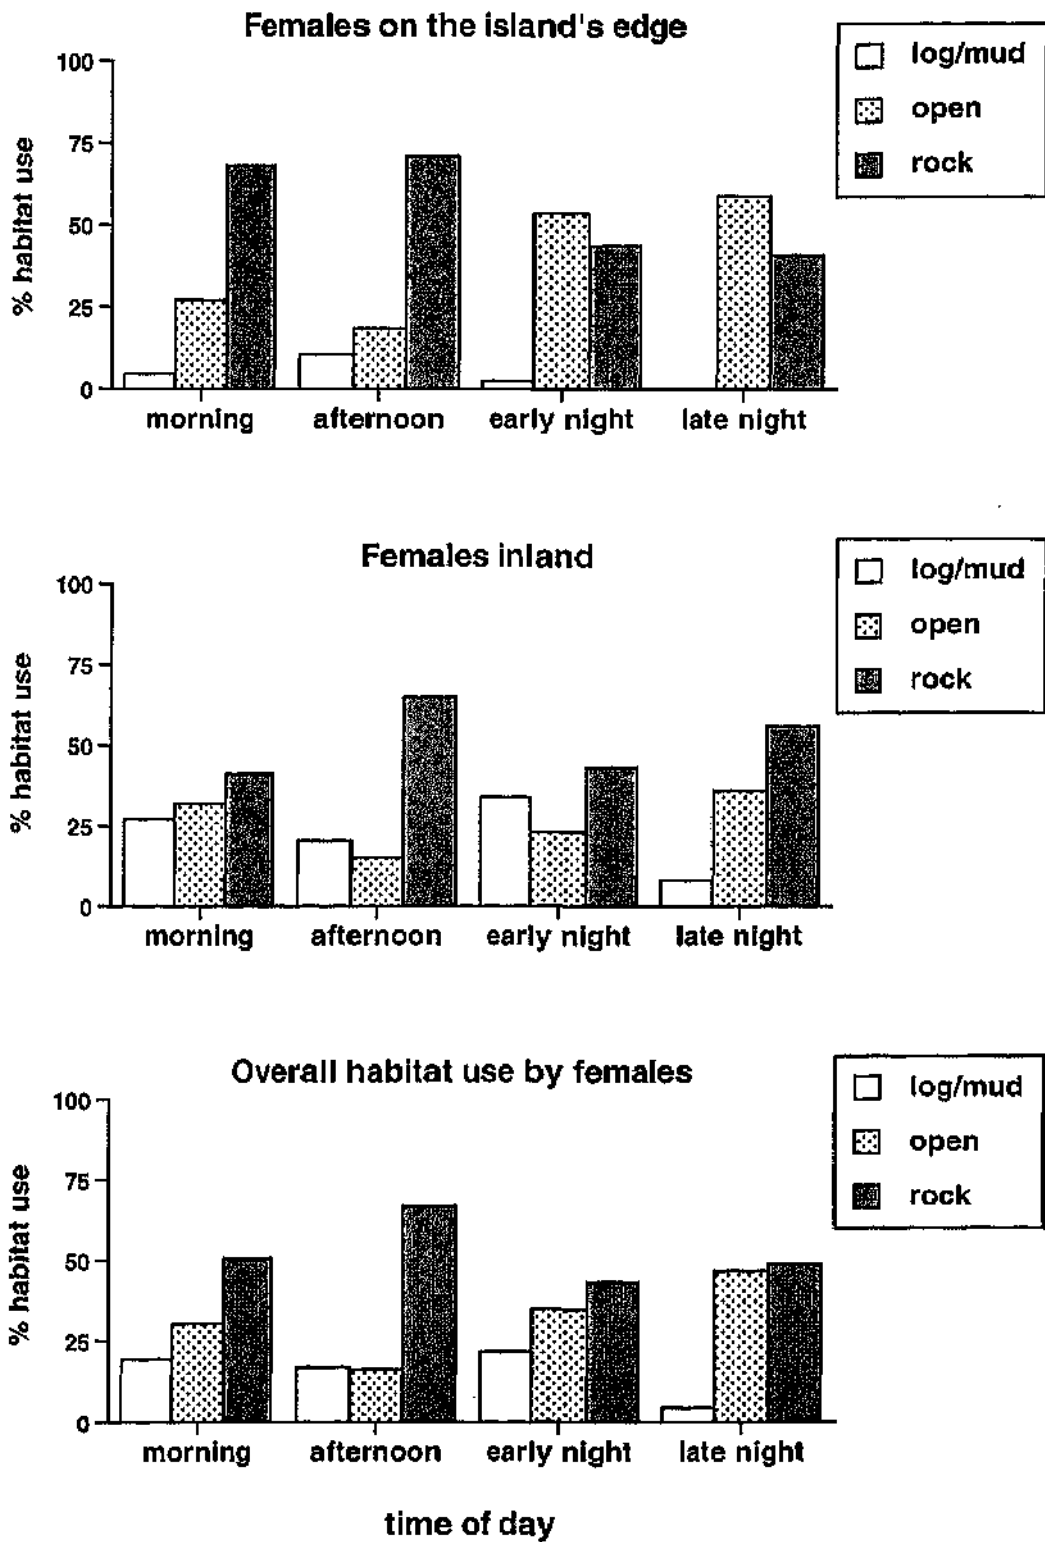 Females on the island's edge
log/mud
open
rock
100
75
50
25
0
% habitat use
morning afternoon early night late night
Females inland
log/mud
open
rock
100
75
50
25
0
% habitat use
morning afternoon early night late night
Overall habitat use by females
log/mud
open
rock
100
75
50
25
0
% habitat use
morning afternoon early night late night
time of day